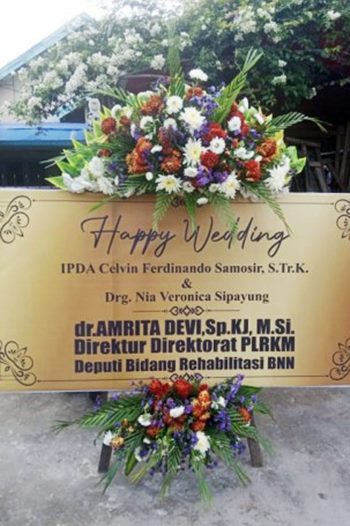 Happy Wedding
IPDA Celvin Ferdinando Samosir, S.Tr.K.
&
Drg. Nia Veronica Sipayung
dr.AMRITA DEVI,Sp.KJ, M.Si.
Direktur Direktorat PLRKM
Deputi Bidang Rehabilitasi BNN